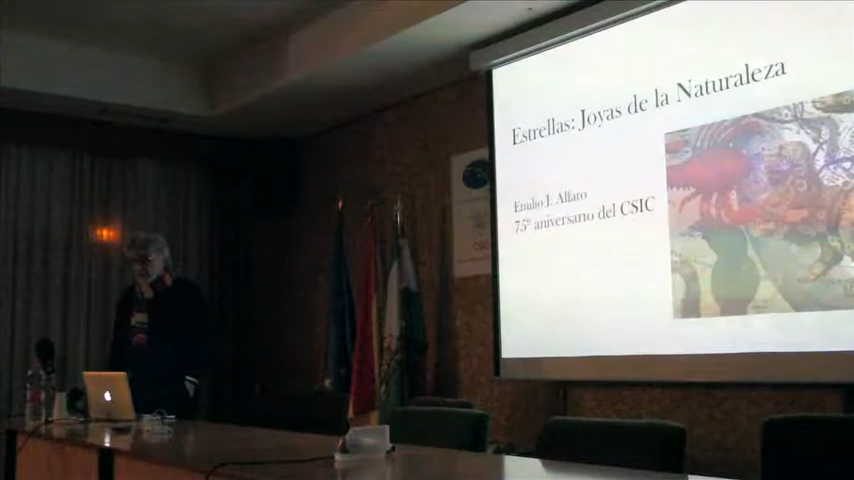 Estrellas: Joyas de la Naturaleza
Emilio J. Alfaro
75º aniversario del CSIC